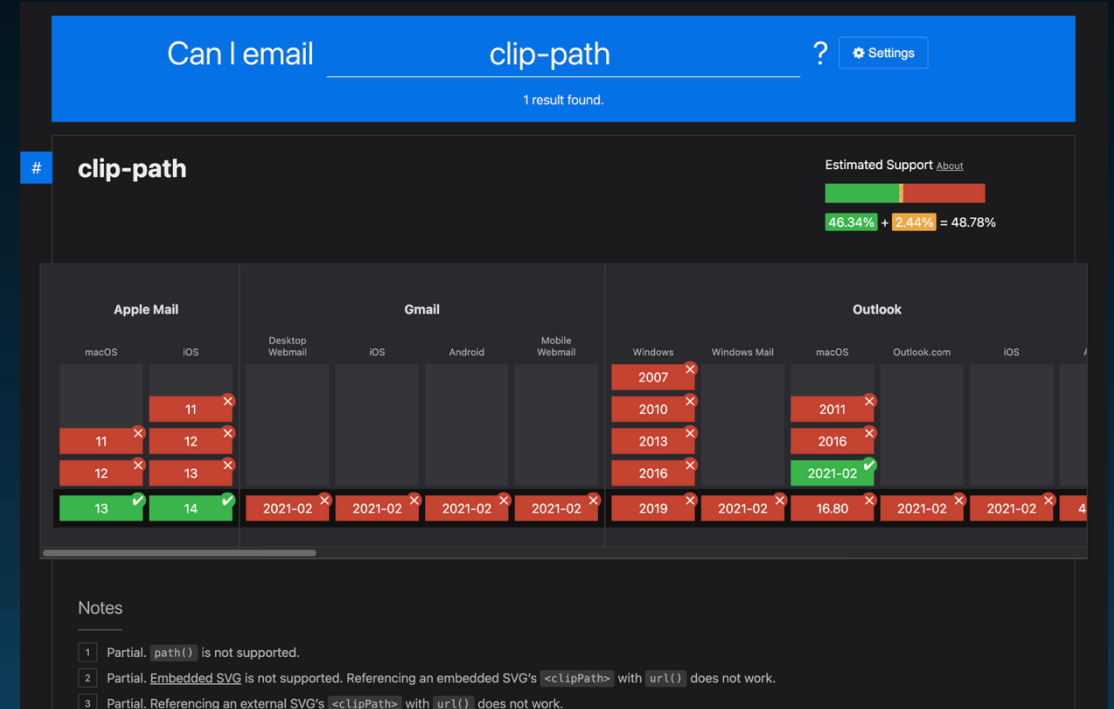 Can I email clip-path ? Settings
1 result found.
#
clip-path
Estimated Support About
46.34% + 2.44% = 48.78%
Apple Mail Gmail Outlook
Desktop Webmail
Mobile Webmail
macOS iOS iOS Android Windows Windows Mail macOS Outlook.com iOS
2007
11 2010 2011
11 12 2013 2016
12 13 2016 2021-02
13 14 2021-02 2021-02 2021-02 2021-02 2019 2021-02 16.80 2021-02 2021-02 4
Notes
1 Partial. path() is not supported.
2 Partial. Embedded SVG is not supported. Referencing an embedded SVG's <clipPath> with url() does not work.
3 Partial. Referencing an external SVG's <clipPath> with url() does not work.